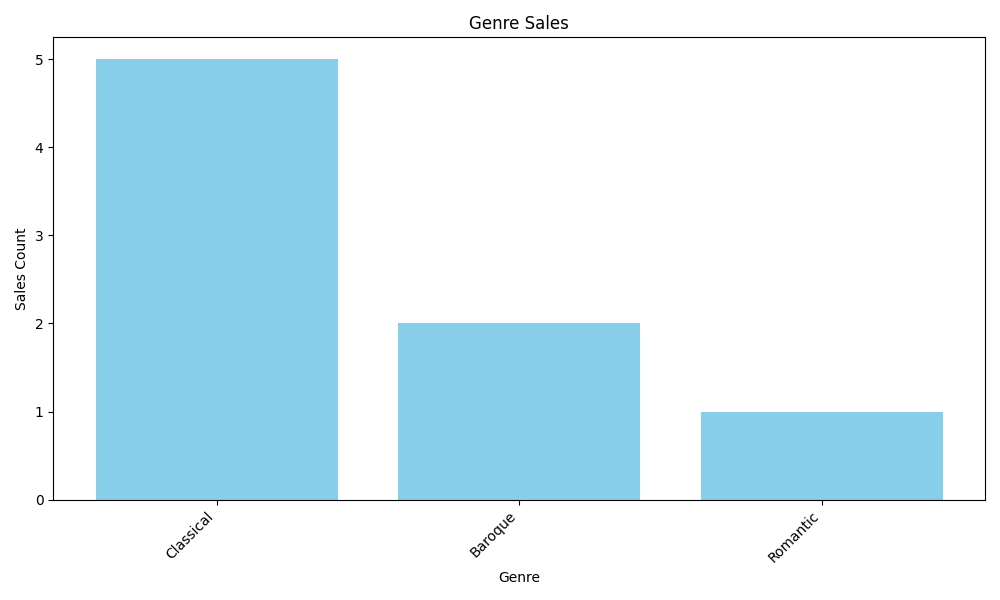 Genre Sales
Sales Count
5
4
3
2
1
0
Classical
Baroque
Romantic
Genre